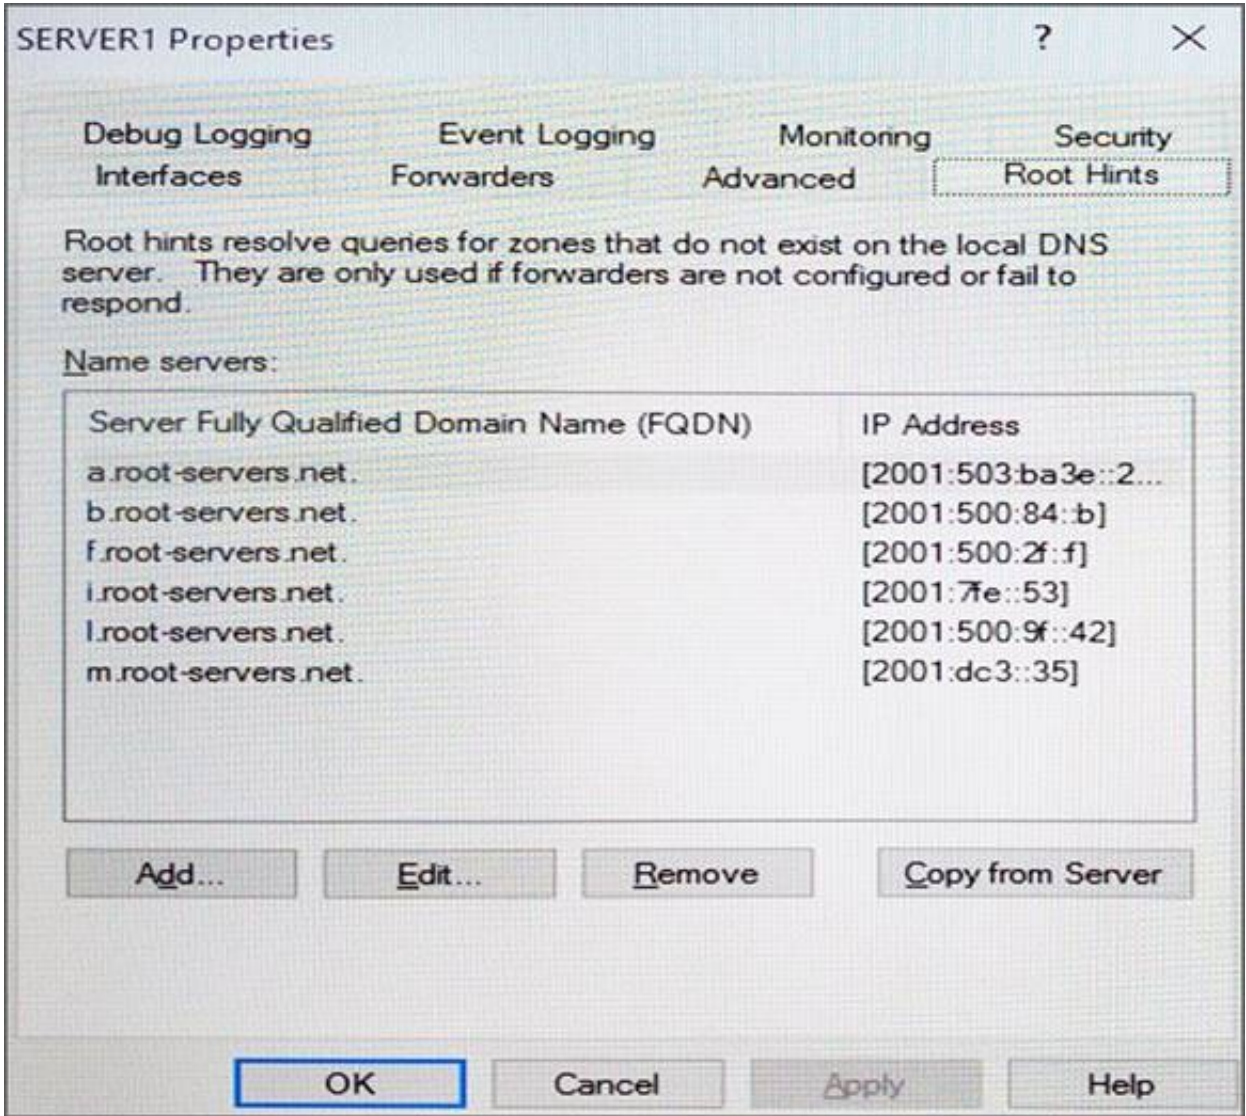 SERVER1 Properties
?
Debug Logging Event Logging Monitoring Security
Interfaces Forwarders Advanced Root Hints
Root hints resolve queries for zones that do not exist on the local DNS
server. They are only used if forwarders are not configured or fail to
respond.
Name servers:
Server Fully Qualified Domain Name (FQDN) IP Address
a.root-servers.net. [2001:503:ba3e::2...
b.root-servers.net. [2001:500:84::b]
f.root-servers.net. [2001:500:2f::f]
i.root-servers.net. [2001:7fe::53]
l.root-servers.net. [2001:500:9f::42]
m.root-servers.net. [2001:dc3::35]
Add... Edit... Remove Copy from Server
OK Cancel Apply Help